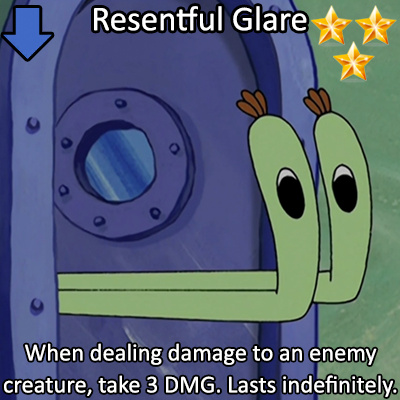 Resentful Glare
When dealing damage to an enemy
creature, take 3 DMG. Lasts indefinitely.